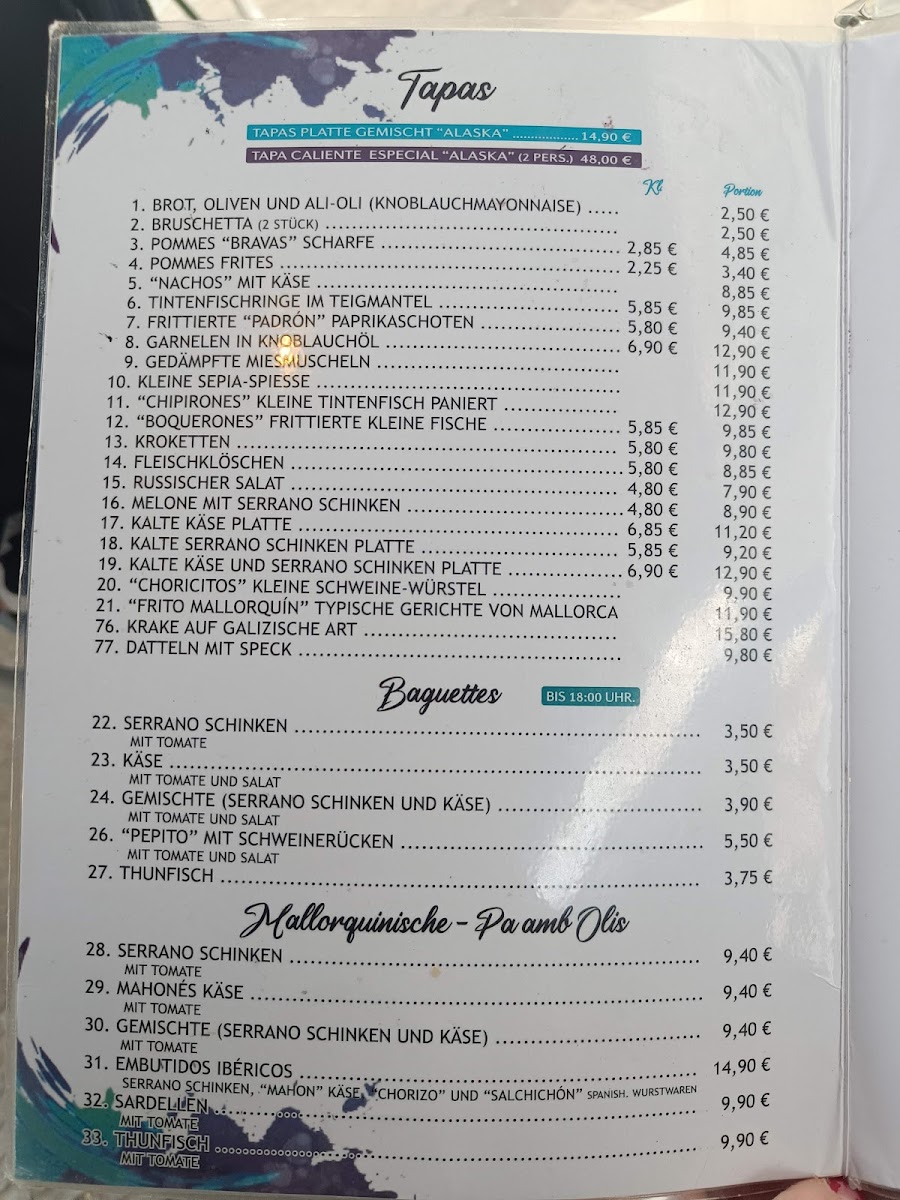 Tapas
TAPAS PLATTE GEMISCHT “ALASKA” .................. 14,90 €
TAPA CALIENTE ESPECIAL “ALASKA” (2 PERS.) 48,00 €
Kl Portion
1. BROT, OLIVEN UND ALI-OLI (KNOBLAUCHMAYONNAISE) ..... 2,50 €
2. BRUSCHETTA (2 STÜCK) ..... 2,50 €
3. POMMES “BRAVAS” SCHARFE ..... 2,85 € 4,85 €
4. POMMES FRITES ..... 2,25 € 3,40 €
5. “NACHOS” MIT KÄSE ..... 8,85 €
6. TINTENFISCHRINGE IM TEIGMANTEL ..... 5,85 € 9,85 €
7. FRITTIERTE “PADRÓN” PAPRIKASCHOTEN ..... 5,80 € 9,40 €
8. GARNELEN IN KNOBLAUCHÖL ..... 6,90 € 12,90 €
9. GEDÄMPFTE MIESMUSCHELN ..... 11,90 €
10. KLEINE SEPIA-SPIESSE ..... 11,90 €
11. “CHIPIRONES” KLEINE TINTENFISCH PANIERT ..... 12,90 €
12. “BOQUERONES” FRITTIERTE KLEINE FISCHE ..... 5,85 € 9,85 €
13. KROKETTEN ..... 5,80 € 9,80 €
14. FLEISCHKLÖSCHEN ..... 5,80 € 8,85 €
15. RUSSISCHER SALAT ..... 4,80 € 7,90 €
16. MELONE MIT SERRANO SCHINKEN ..... 4,80 € 8,90 €
17. KALTE KÄSE PLATTE ..... 6,85 € 11,20 €
18. KALTE SERRANO SCHINKEN PLATTE ..... 5,85 € 9,20 €
19. KALTE KÄSE UND SERRANO SCHINKEN PLATTE ..... 6,90 € 12,90 €
20. “CHORICITOS” KLEINE SCHWEINE-WÜRSTEL ..... 9,90 €
21. “FRITO MALLORQUÍN” TYPISCHE GERICHTE VON MALLORCA 11,90 €
76. KRAKE AUF GALIZISCHE ART ..... 15,80 €
77. DATTELN MIT SPECK ..... 9,80 €
Baguettes BIS 18:00 UHR.
22. SERRANO SCHINKEN ..... 3,50 €
MIT TOMATE
23. KÄSE ..... 3,50 €
MIT TOMATE UND SALAT
24. GEMISCHTE (SERRANO SCHINKEN UND KÄSE) ..... 3,90 €
MIT TOMATE UND SALAT
26. “PEPITO” MIT SCHWEINERÜCKEN ..... 5,50 €
MIT TOMATE UND SALAT
27. THUNFISCH ..... 3,75 €
Mallorquinische - Pa amb Olis
28. SERRANO SCHINKEN ..... 9,40 €
MIT TOMATE
29. MAHONÉS KÄSE ..... 9,40 €
MIT TOMATE
30. GEMISCHTE (SERRANO SCHINKEN UND KÄSE) ..... 9,40 €
MIT TOMATE
31. EMBUTIDOS IBÉRICOS ..... 14,90 €
SERRANO SCHINKEN, “MAHON” KÄSE, “CHORIZO” UND “SALCHICHÓN” SPANISH. WURSTWAREN
32. SARDELLEN ..... 9,90 €
MIT TOMATE
33. THUNFISCH ..... 9,90 €
MIT TOMATE